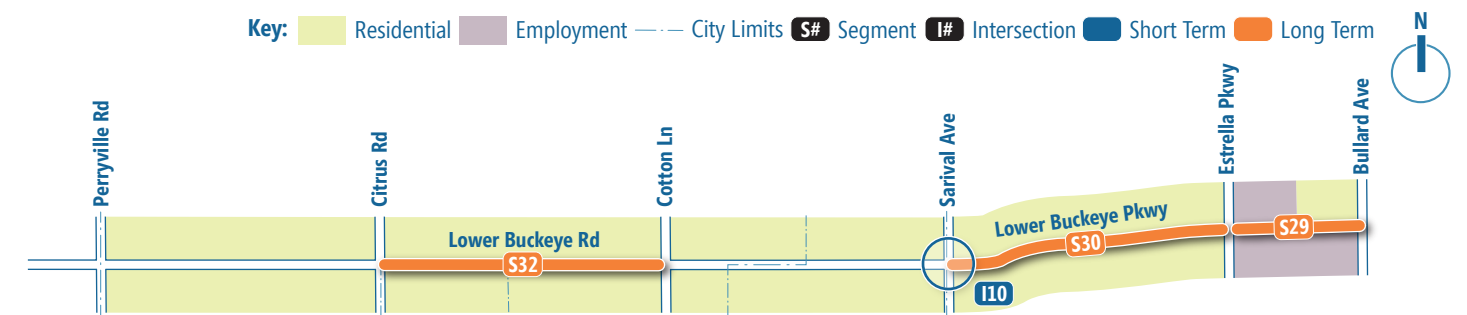 Key: Residential Employment City Limits S# Segment I# Intersection Short Term Long Term
N
Perryville Rd
Citrus Rd
Cotton Ln
Sarival Ave
Estrella Pkwy
Bullard Ave
Lower Buckeye Rd
Lower Buckeye Pkwy
S32
S30
S29
I10